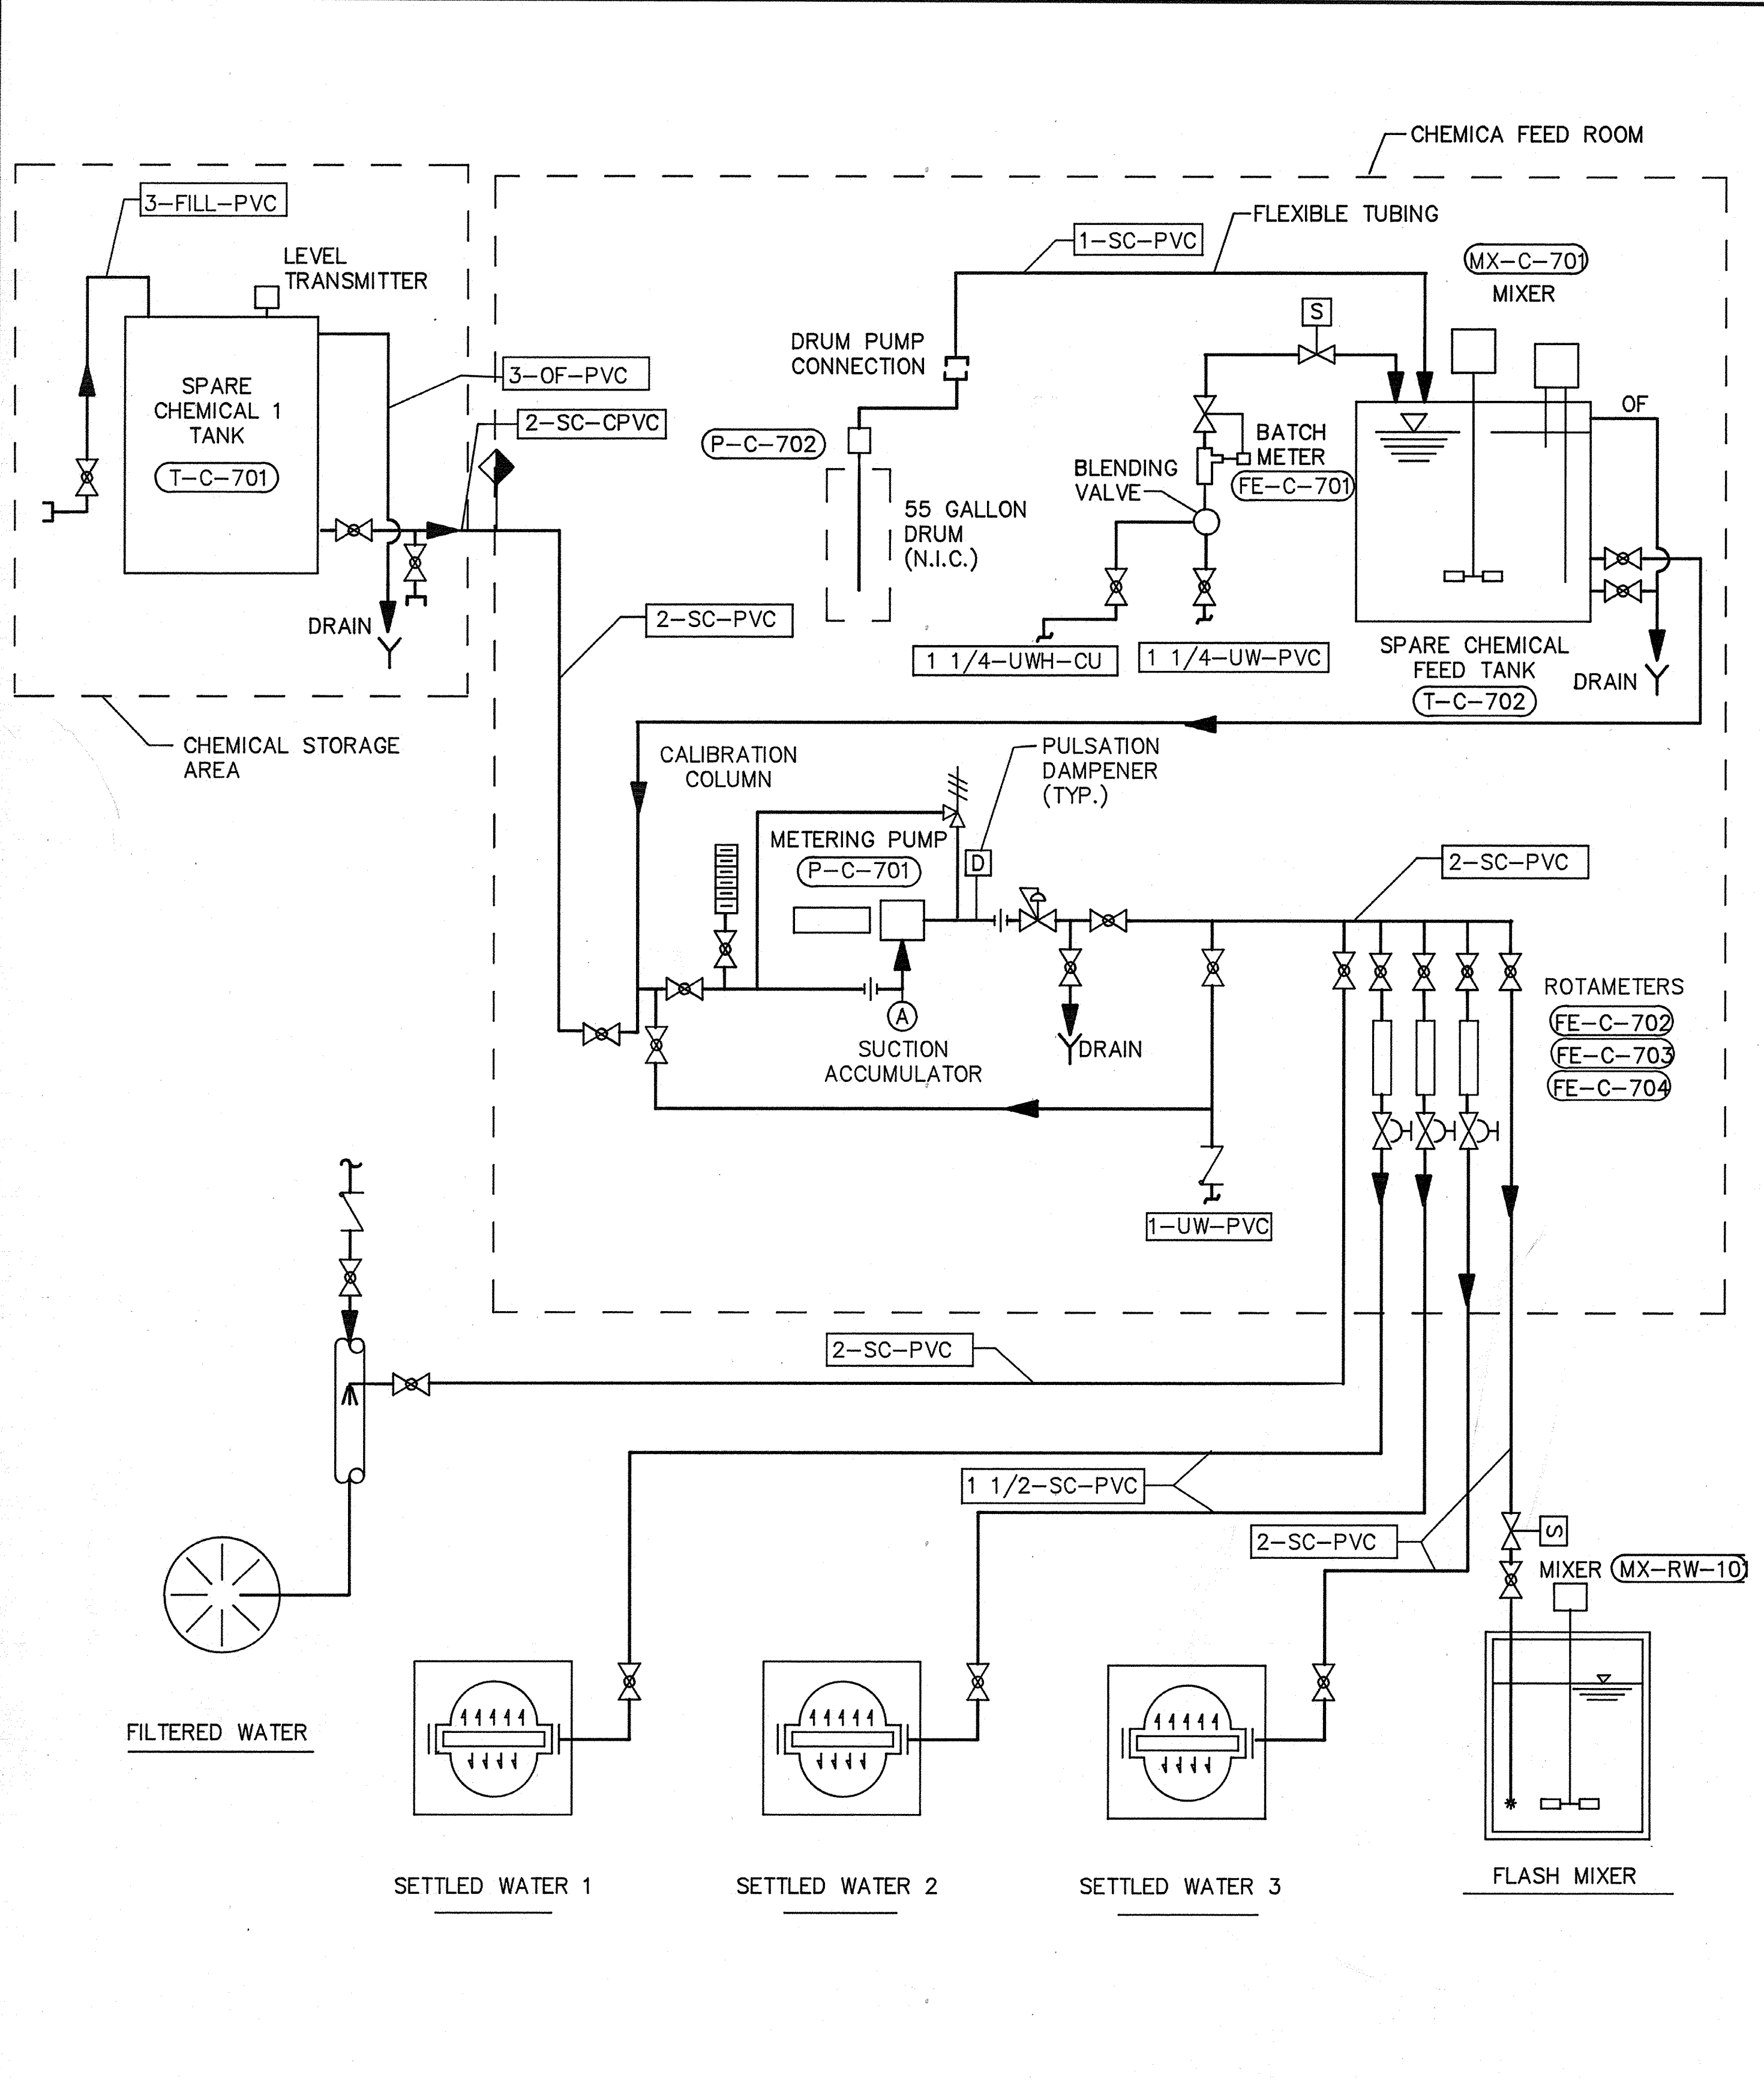 CHEMICA FEED ROOM
3-FILL-PVC
LEVEL
TRANSMITTER
SPARE
CHEMICAL 1
TANK
T-C-701
3-OF-PVC
2-SC-CPVC
DRAIN
CHEMICAL STORAGE
AREA
1-SC-PVC
FLEXIBLE TUBING
MX-C-701
MIXER
S
DRUM PUMP
CONNECTION
P-C-702
55 GALLON
DRUM
(N.I.C.)
BLENDING
VALVE
BATCH
METER
FE-C-701
OF
1 1/4-UWH-CU
1 1/4-UW-PVC
SPARE CHEMICAL
FEED TANK
T-C-702
DRAIN
2-SC-PVC
CALIBRATION
COLUMN
PULSATION
DAMPENER
(TYP.)
METERING PUMP
P-C-701
D
2-SC-PVC
A
SUCTION
ACCUMULATOR
DRAIN
ROTAMETERS
FE-C-702
FE-C-703
FE-C-704
1-UW-PVC
2-SC-PVC
1 1/2-SC-PVC
2-SC-PVC
S
MIXER
MX-RW-101
FILTERED WATER
SETTLED WATER 1
SETTLED WATER 2
SETTLED WATER 3
FLASH MIXER